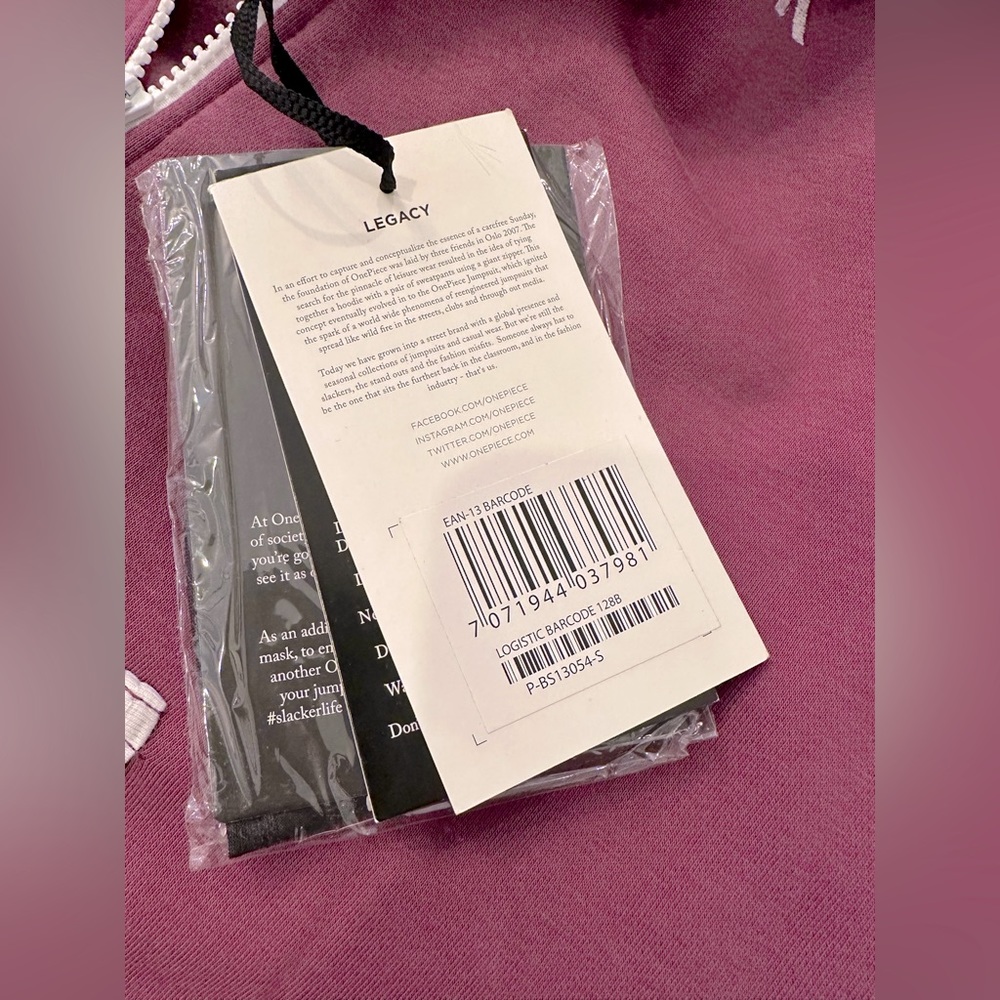 LEGACY
In an effort to capture and conceptualize the essence of a carefree Sunday,
the foundation of OnePiece was laid by three friends in Oslo 2007. The
search for the pinnacle of leisure wear resulted in the idea of tying
together a hoodie with a pair of sweatpants using a giant zipper. This
concept eventually evolved in to the OnePiece Jumpsuit, which ignited
the spark of a world wide phenomena of reengineered jumpsuits that
spread like wild fire in the streets, clubs and through out media.
Today we have grown into a street brand with a global presence and
seasonal collections of jumpsuits and casual wear. But we're still the
slackers, the stand outs and the fashion misfits. Someone always has to
be the one that sits the furthest back in the classroom, and in the fashion
industry - that's us.
FACEBOOK.COM/ONEPIECE
INSTAGRAM.COM/ONEPIECE
TWITTER.COM/ONEPIECE
WWW.ONEPIECE.COM
EAN-13 BARCODE
7 071944 037981
LOGISTIC BARCODE 128B
P-BS13054-S
At One
of societ
you're go
see it as
As an addi
mask, to en
another O
your jump
#slackerlife
No
D
Wa
Don